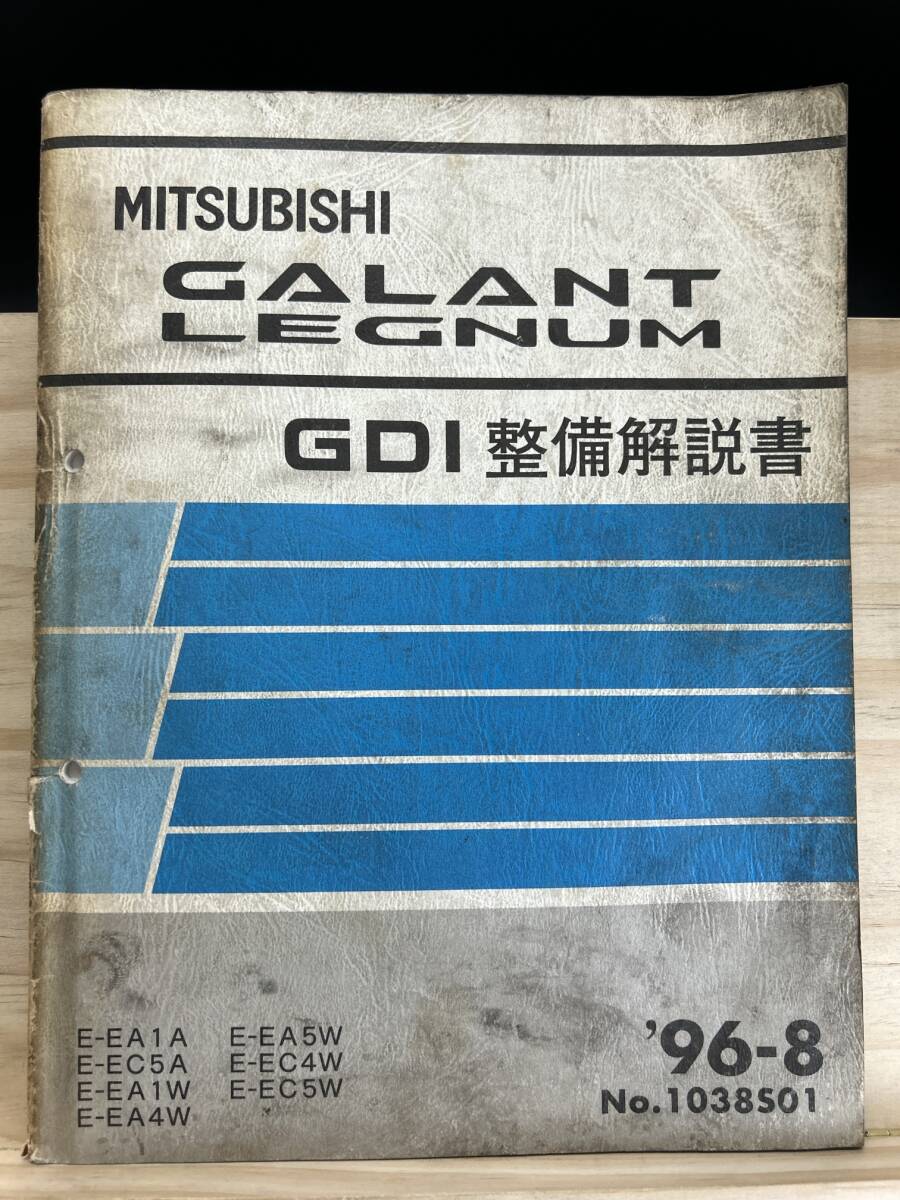 MITSUBISHI
GALANT
LEGNUM
GDI 整備解説書
E-EA1A E-EA5W
E-EC5A E-EC4W
E-EA1W E-EC5W
E-EA4W
'96-8
No.1038S01